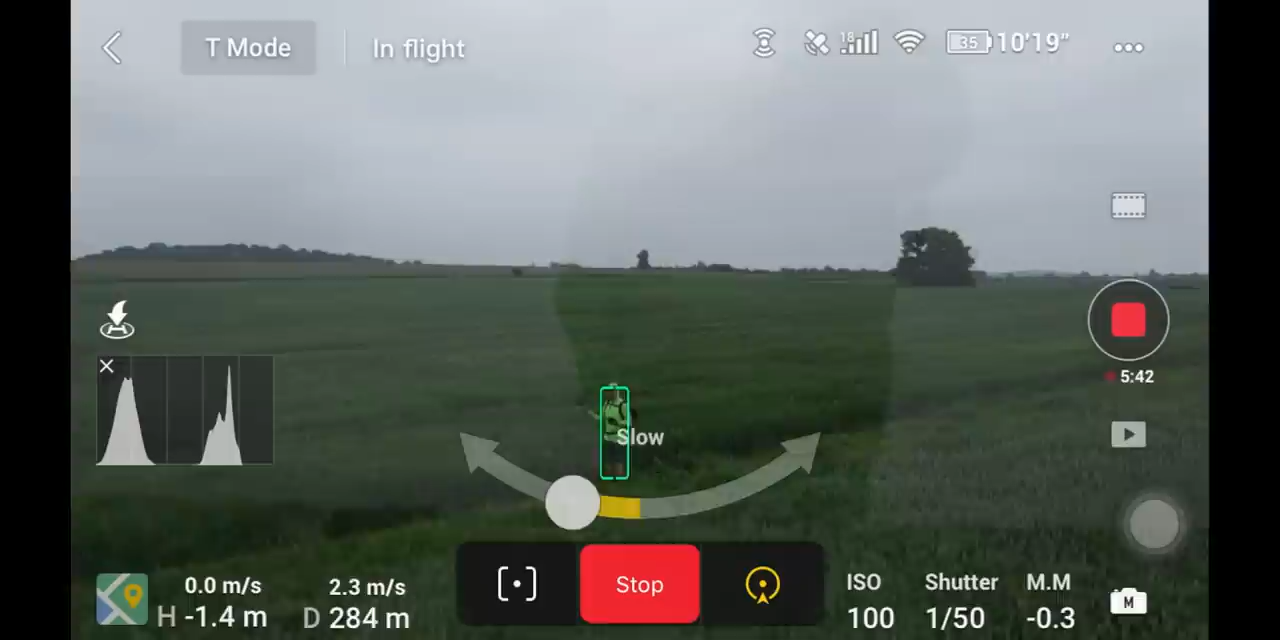 T Mode
In flight
18
35
10'19"
5:42
Slow
Stop
0.0 m/s
2.3 m/s
H -1.4 m
D 284 m
ISO
Shutter
M.M
100
1/50
-0.3
M